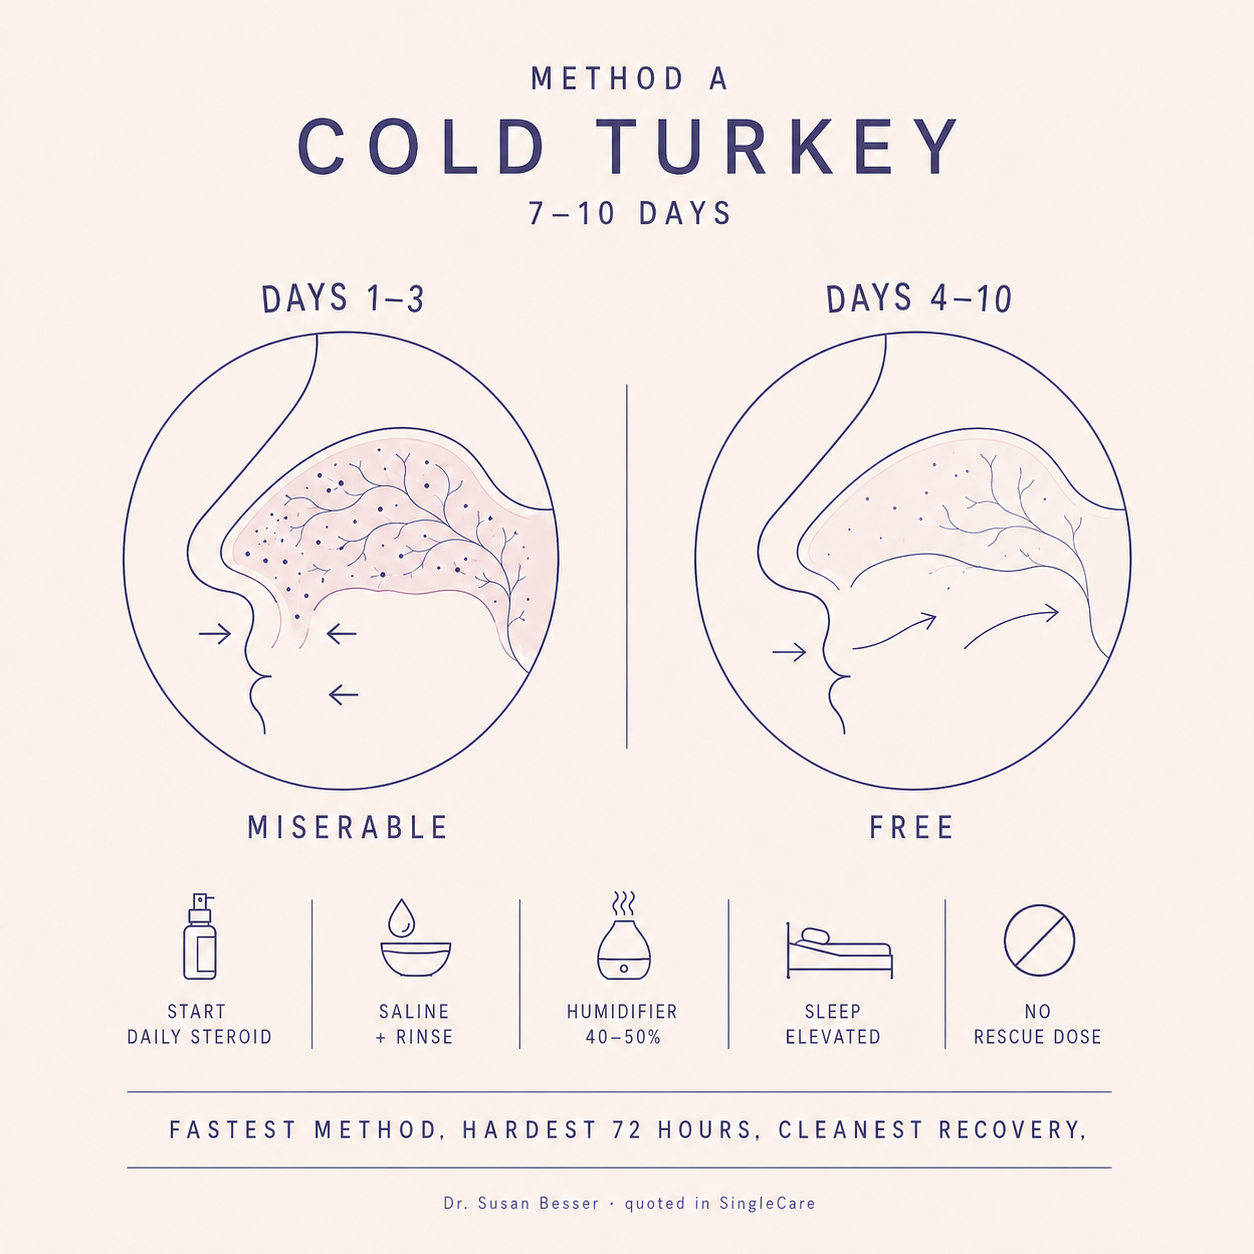 METHOD A
COLD TURKEY
7–10 DAYS
DAYS 1–3
DAYS 4–10
MISERABLE
FREE
START
DAILY STEROID
SALINE
+ RINSE
HUMIDIFIER
40–50%
SLEEP
ELEVATED
NO
RESCUE DOSE
FASTEST METHOD, HARDEST 72 HOURS, CLEANEST RECOVERY,
Dr. Susan Besser · quoted in SingleCare